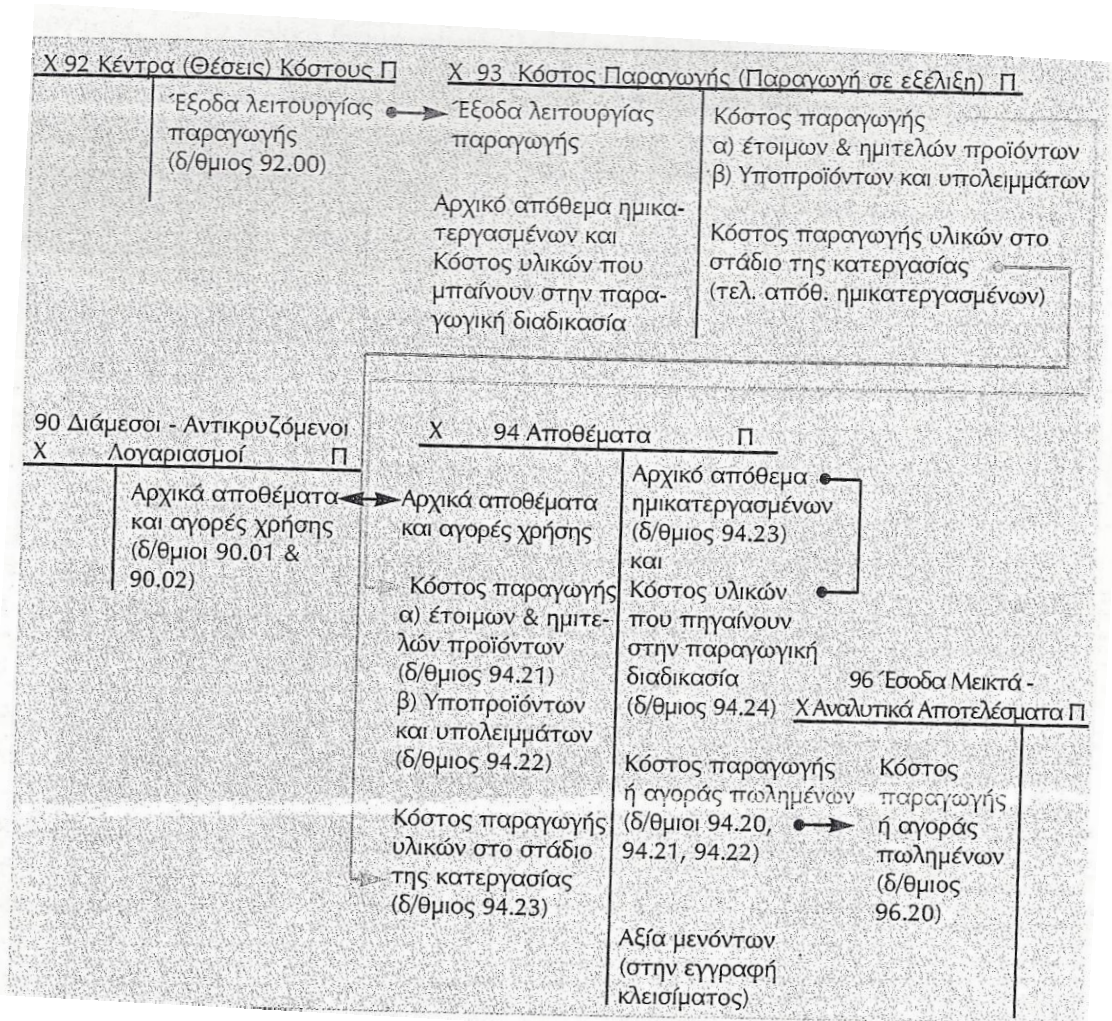 Χ 92 Κέντρα (Θέσεις) Κόστους Π
Έξοδα λειτουργίας
παραγωγής
(δ/θμιος 92.00)
Χ 93 Κόστος Παραγωγής (Παραγωγή σε εξέλιξη) Π
Έξοδα λειτουργίας
παραγωγής
Αρχικό απόθεμα ημικα-
τεργασμένων και
Κόστος υλικών που
μπαίνουν στην παρα-
γωγική διαδικασία
Κόστος παραγωγής
α) έτοιμων & ημιτελών προϊόντων
β) Υποπροϊόντων και υπολειμμάτων
Κόστος παραγωγής υλικών στο
στάδιο της κατεργασίας
(τελ. απόθ. ημικατεργασμένων)
90 Διάμεσοι - Αντικρυζόμενοι
Χ Λογαριασμοί Π
Αρχικά αποθέματα
και αγορές χρήσης
(δ/θμιοι 90.01 &
90.02)
Χ 94 Αποθέματα Π
Αρχικά αποθέματα
και αγορές χρήσης
Κόστος παραγωγής
α) έτοιμων & ημιτε-
λών προϊόντων
(δ/θμιος 94.21)
β) Υποπροϊόντων
και υπολειμμάτων
(δ/θμιος 94.22)
Κόστος παραγωγής
υλικών στο στάδιο
της κατεργασίας
(δ/θμιος 94.23)
Αρχικό απόθεμα
ημικατεργασμένων
(δ/θμιος 94.23)
και
Κόστος υλικών
που πηγαίνουν
στην παραγωγική
διαδικασία
(δ/θμιος 94.24)
Κόστος παραγωγής
ή αγοράς πωλημένων
(δ/θμιοι 94.20,
94.21, 94.22)
Αξία μενόντων
(στην εγγραφή
κλεισίματος)
96 Έσοδα Μεικτά -
Χ Αναλυτικά Αποτελέσματα Π
Κόστος
παραγωγής
ή αγοράς
πωλημένων
(δ/θμιος
96.20)